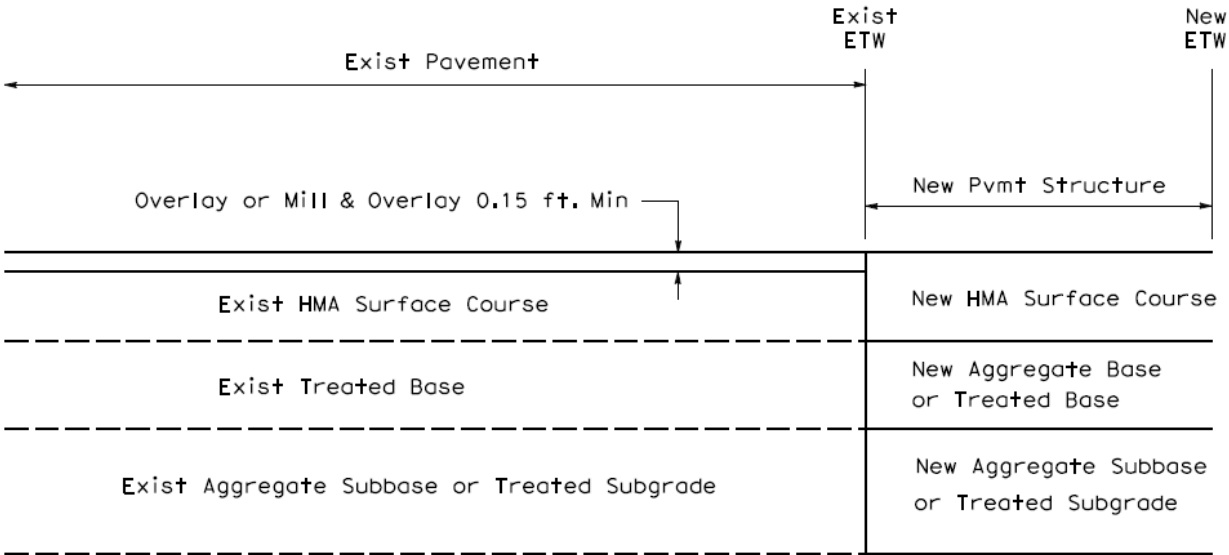 Exist
ETW
New
ETW
Exist Pavement
New Pvmt Structure
Overlay or Mill & Overlay 0.15 ft. Min
Exist HMA Surface Course
New HMA Surface Course
Exist Treated Base
New Aggregate Base
or Treated Base
Exist Aggregate Subbase or Treated Subgrade
New Aggregate Subbase
or Treated Subgrade